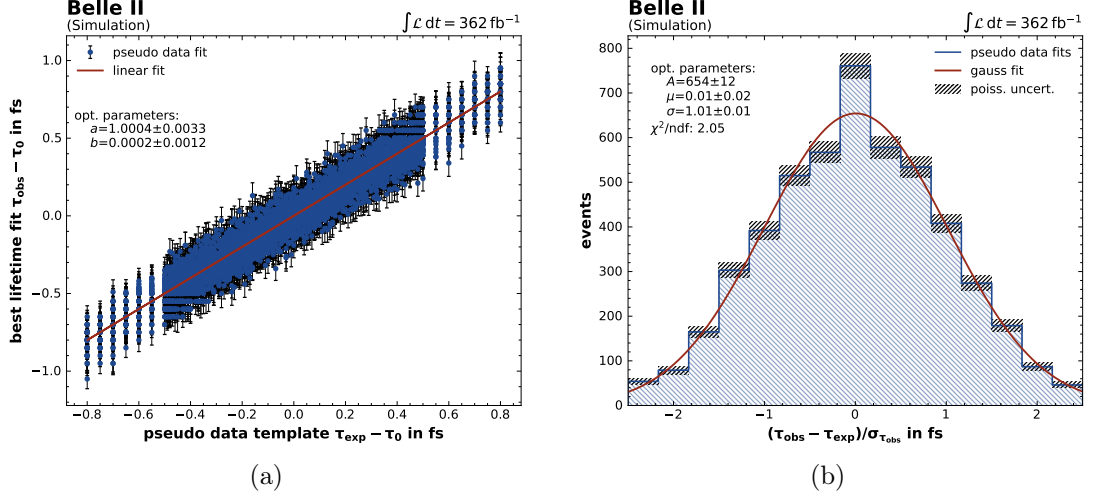 Belle II
(Simulation)
∫ℒ dt = 362 fb⁻¹
pseudo data fit
linear fit
opt. parameters:
a=1.0004±0.0033
b=0.0002±0.0012
1.0
0.5
0.0
−0.5
−1.0
best lifetime fit τobs − τ0 in fs
−0.8 −0.6 −0.4 −0.2 0.0 0.2 0.4 0.6 0.8
pseudo data template τexp − τ0 in fs
(a)
Belle II
(Simulation)
∫ℒ dt = 362 fb⁻¹
opt. parameters:
A=654±12
μ=0.01±0.02
σ=1.01±0.01
χ²/ndf: 2.05
pseudo data fits
gauss fit
poiss. uncert.
800
700
600
500
400
300
200
100
0
events
−2 −1 0 1 2
(τobs − τexp)/στobs in fs
(b)